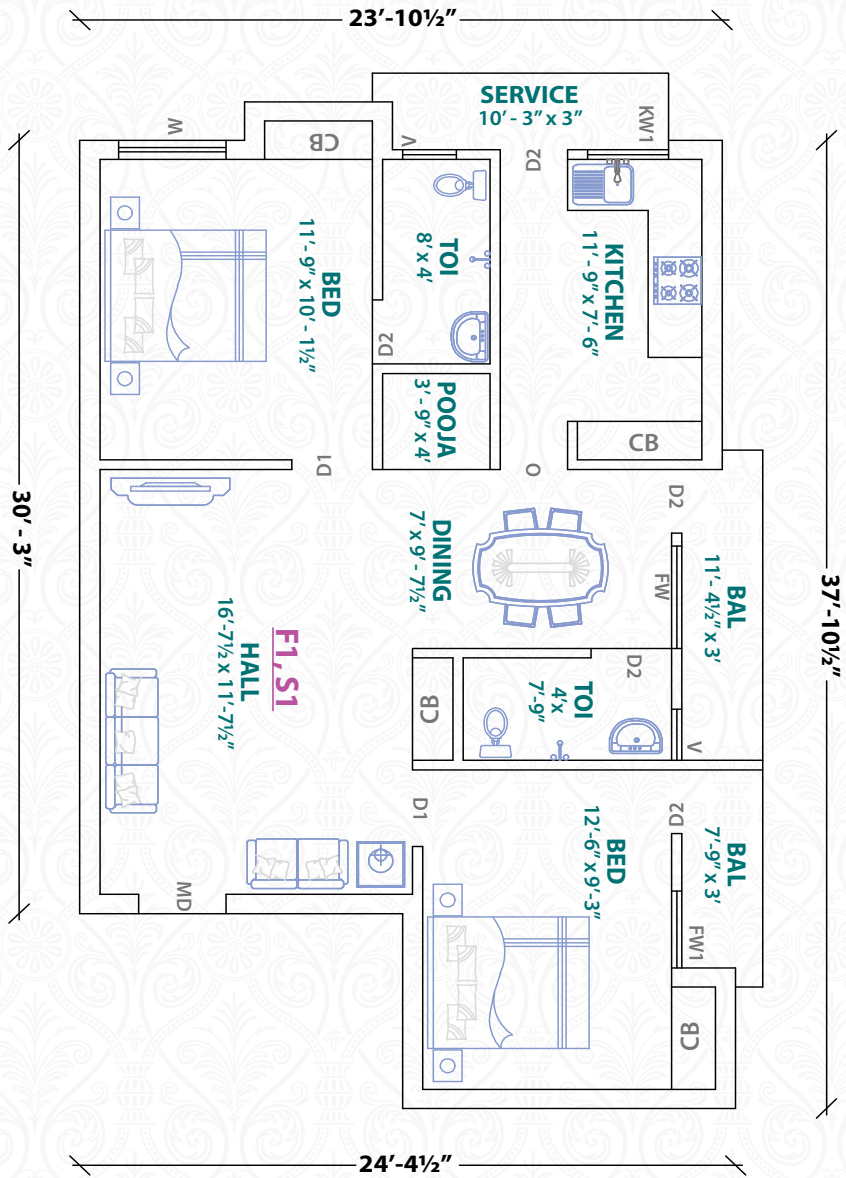 23'-10½"
SERVICE
10' - 3" x 3"
KW1
W
CB
V
D2
BED
11' - 9" x 10' - 1½"
TOI
8' x 4'
KITCHEN
11' - 9" x 7' - 6"
D2
POOJA
3' - 9" x 4'
CB
D1
O
D2
30' - 3"
37'-10½"
DINING
7' x 9' - 7½"
FW
BAL
11' - 4½" x 3'
F1, S1
HALL
16'-7½ x 11'-7½"
CB
TOI
4' x
7'-9"
D2
V
D1
BED
12'-6" x 9'-3"
D2
BAL
7'-9" x 3'
MD
FW1
CB
24'-4½"